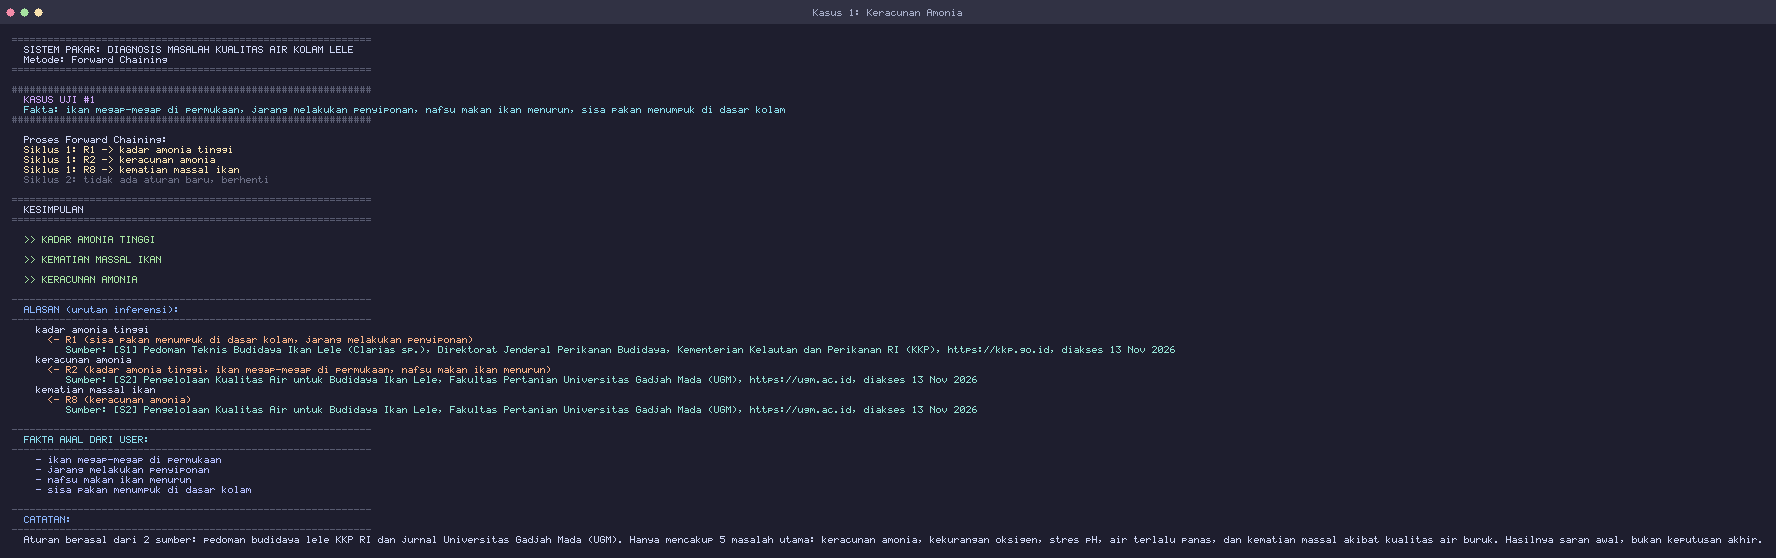 Kasus 1: Keracunan Amonia
============================================================
SISTEM PAKAR: DIAGNOSIS MASALAH KUALITAS AIR KOLAM LELE
Metode: Forward Chaining
============================================================
############################################################
KASUS UJI #1
Fakta: ikan megap-megap di permukaan, jarang melakukan penyiponan, nafsu makan ikan menurun, sisa pakan menumpuk di dasar kolam
############################################################
Proses Forward Chaining:
Siklus 1: R1 -> kadar amonia tinggi
Siklus 1: R2 -> keracunan amonia
Siklus 1: R8 -> kematian massal ikan
Siklus 2: tidak ada aturan baru, berhenti
============================================================
KESIMPULAN
============================================================
>> KADAR AMONIA TINGGI
>> KEMATIAN MASSAL IKAN
>> KERACUNAN AMONIA
------------------------------------------------------------
ALASAN (urutan inferensi):
------------------------------------------------------------
kadar amonia tinggi
<- R1 (sisa pakan menumpuk di dasar kolam, jarang melakukan penyiponan)
Sumber: [S1] Pedoman Teknis Budidaya Ikan Lele (Clarias sp.), Direktorat Jenderal Perikanan Budidaya, Kementerian Kelautan dan Perikanan RI (KKP), https://kkp.go.id, diakses 13 Nov 2026
keracunan amonia
<- R2 (kadar amonia tinggi, ikan megap-megap di permukaan, nafsu makan ikan menurun)
Sumber: [S2] Pengelolaan Kualitas Air untuk Budidaya Ikan Lele, Fakultas Pertanian Universitas Gadjah Mada (UGM), https://ugm.ac.id, diakses 13 Nov 2026
kematian massal ikan
<- R8 (keracunan amonia)
Sumber: [S2] Pengelolaan Kualitas Air untuk Budidaya Ikan Lele, Fakultas Pertanian Universitas Gadjah Mada (UGM), https://ugm.ac.id, diakses 13 Nov 2026
------------------------------------------------------------
FAKTA AWAL DARI USER:
------------------------------------------------------------
- ikan megap-megap di permukaan
- jarang melakukan penyiponan
- nafsu makan ikan menurun
- sisa pakan menumpuk di dasar kolam
------------------------------------------------------------
CATATAN:
------------------------------------------------------------
Aturan berasal dari 2 sumber: pedoman budidaya lele KKP RI dan jurnal Universitas Gadjah Mada (UGM). Hanya mencakup 5 masalah utama: keracunan amonia, kekurangan oksigen, stres pH, air terlalu panas, dan kematian massal akibat kualitas air buruk. Hasilnya saran awal, bukan keputusan akhir.